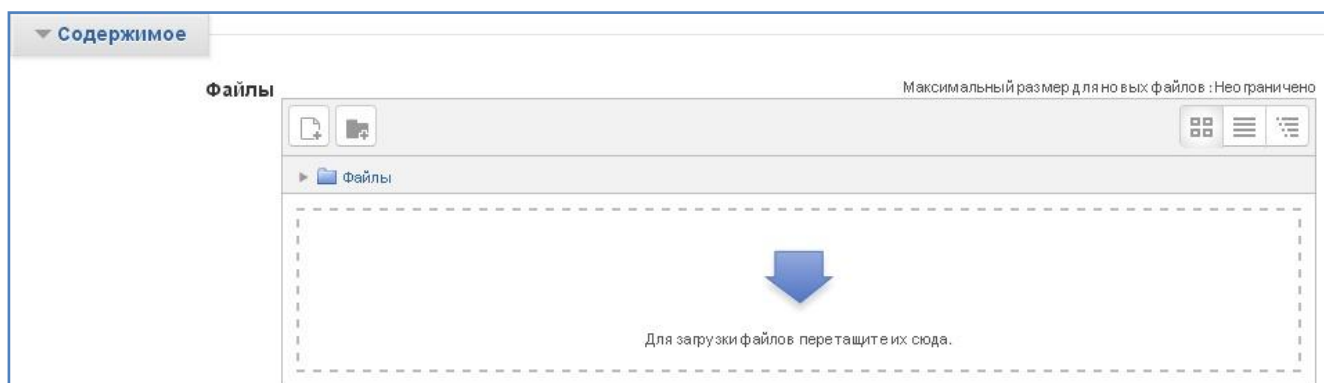 Содержимое
Файлы
Максимальный размер для новых файлов : Неограничено
Файлы
Для загрузки файлов перетащите их сюда.